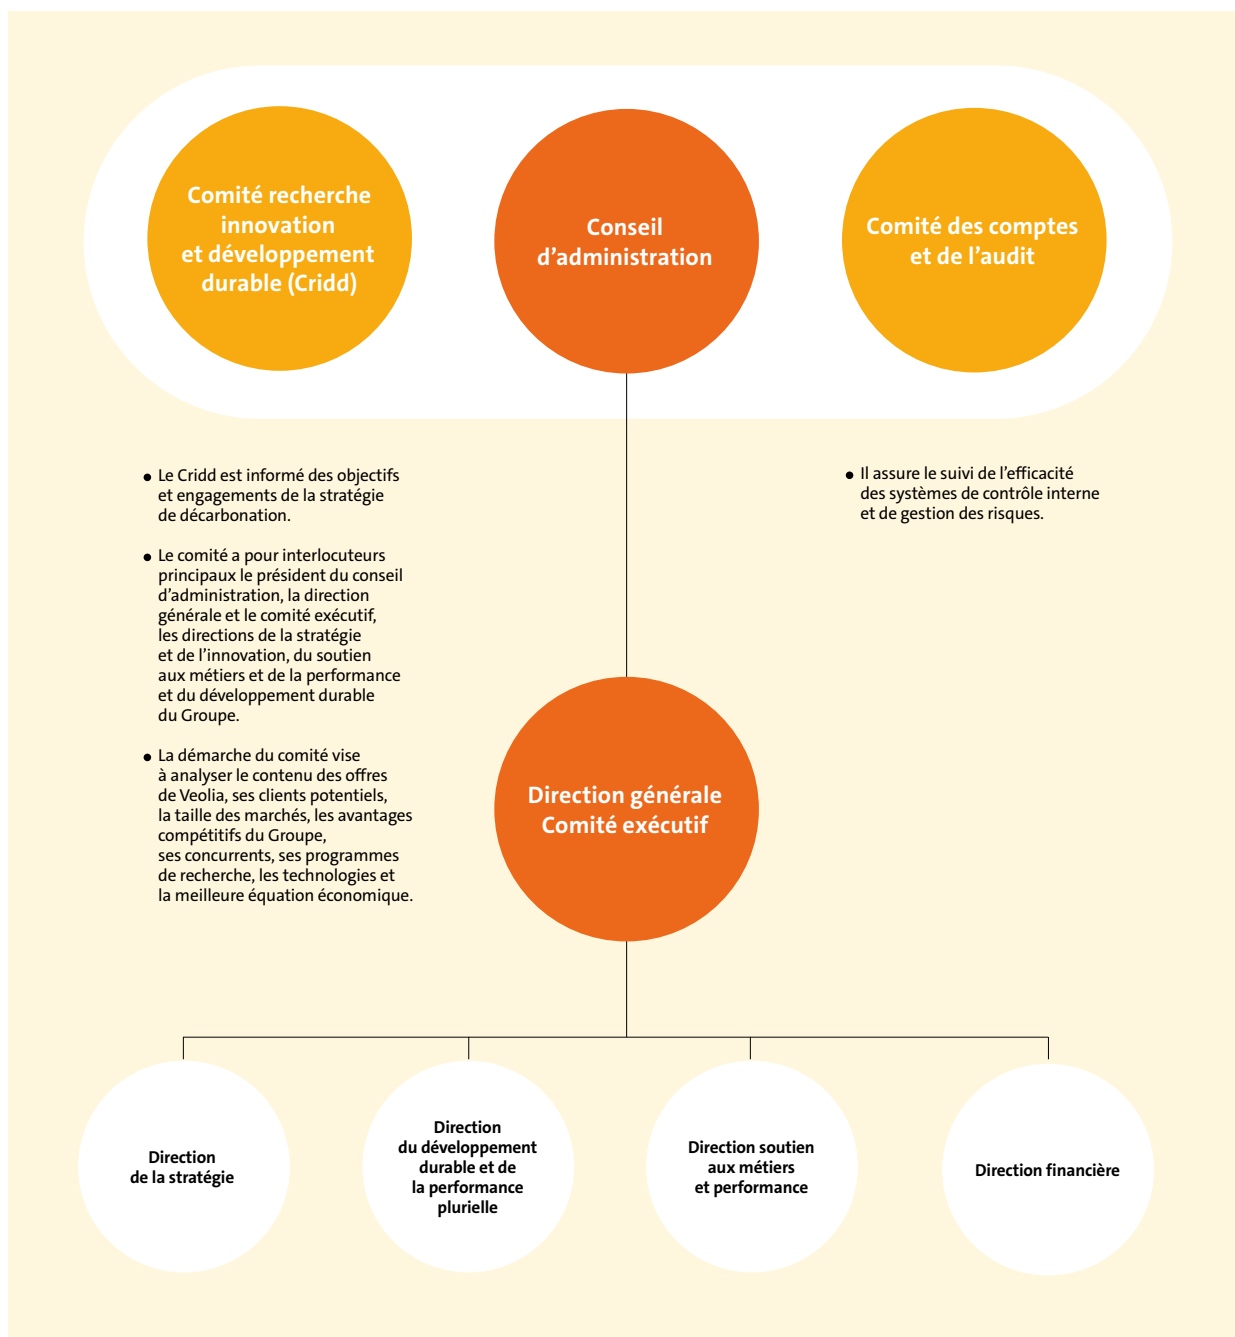 Comité recherche
innovation
et développement
durable (Cridd)
Conseil
d’administration
Comité des comptes
et de l’audit
● Le Cridd est informé des objectifs
et engagements de la stratégie
de décarbonation.
● Le comité a pour interlocuteurs
principaux le président du conseil
d’administration, la direction
générale et le comité exécutif,
les directions de la stratégie
et de l’innovation, du soutien
aux métiers et de la performance
et du développement durable
du Groupe.
● La démarche du comité vise
à analyser le contenu des offres
de Veolia, ses clients potentiels,
la taille des marchés, les avantages
compétitifs du Groupe,
ses concurrents, ses programmes
de recherche, les technologies et
la meilleure équation économique.
● Il assure le suivi de l’efficacité
des systèmes de contrôle interne
et de gestion des risques.
Direction générale
Comité exécutif
Direction
de la stratégie
Direction
du développement
durable et de
la performance
plurielle
Direction soutien
aux métiers
et performance
Direction financière